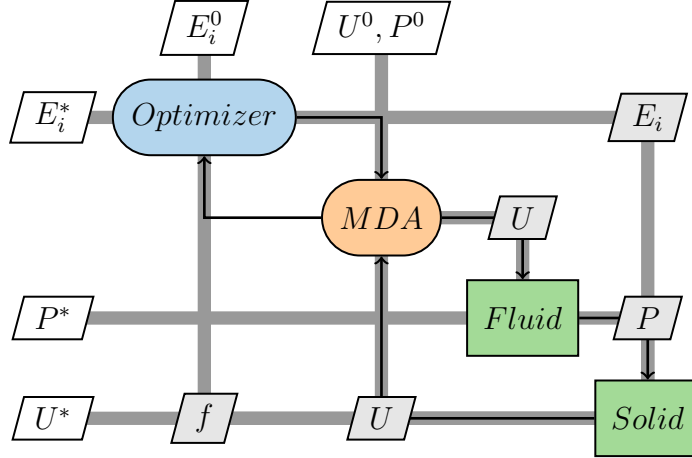 E_i^0 U^0, P^0
E_i^* Optimizer E_i
MDA U
P^* Fluid P
U^* f U Solid